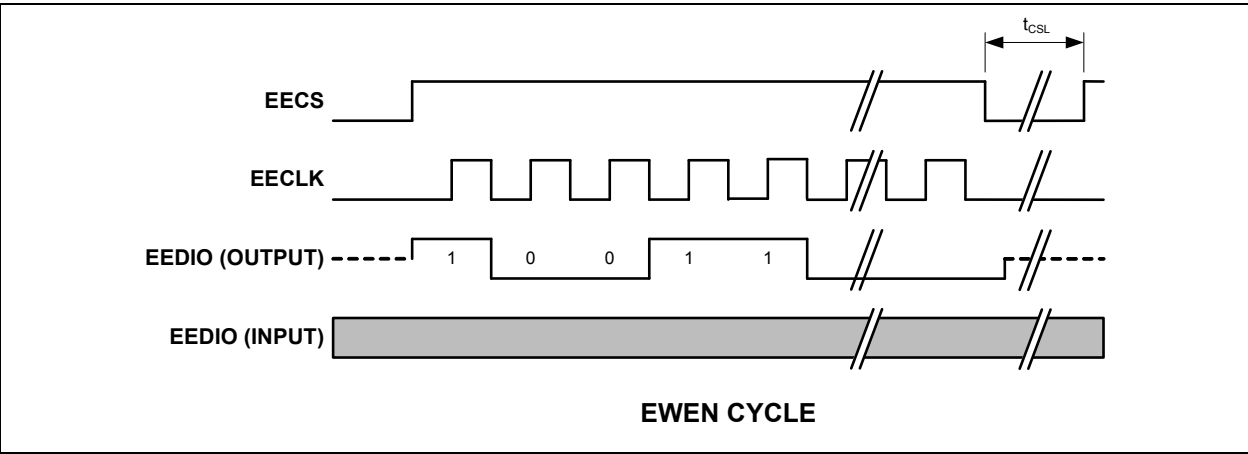 tCSL
EECS
EECLK
EEDIO (OUTPUT)
1 0 0 1 1
EEDIO (INPUT)
EWEN CYCLE